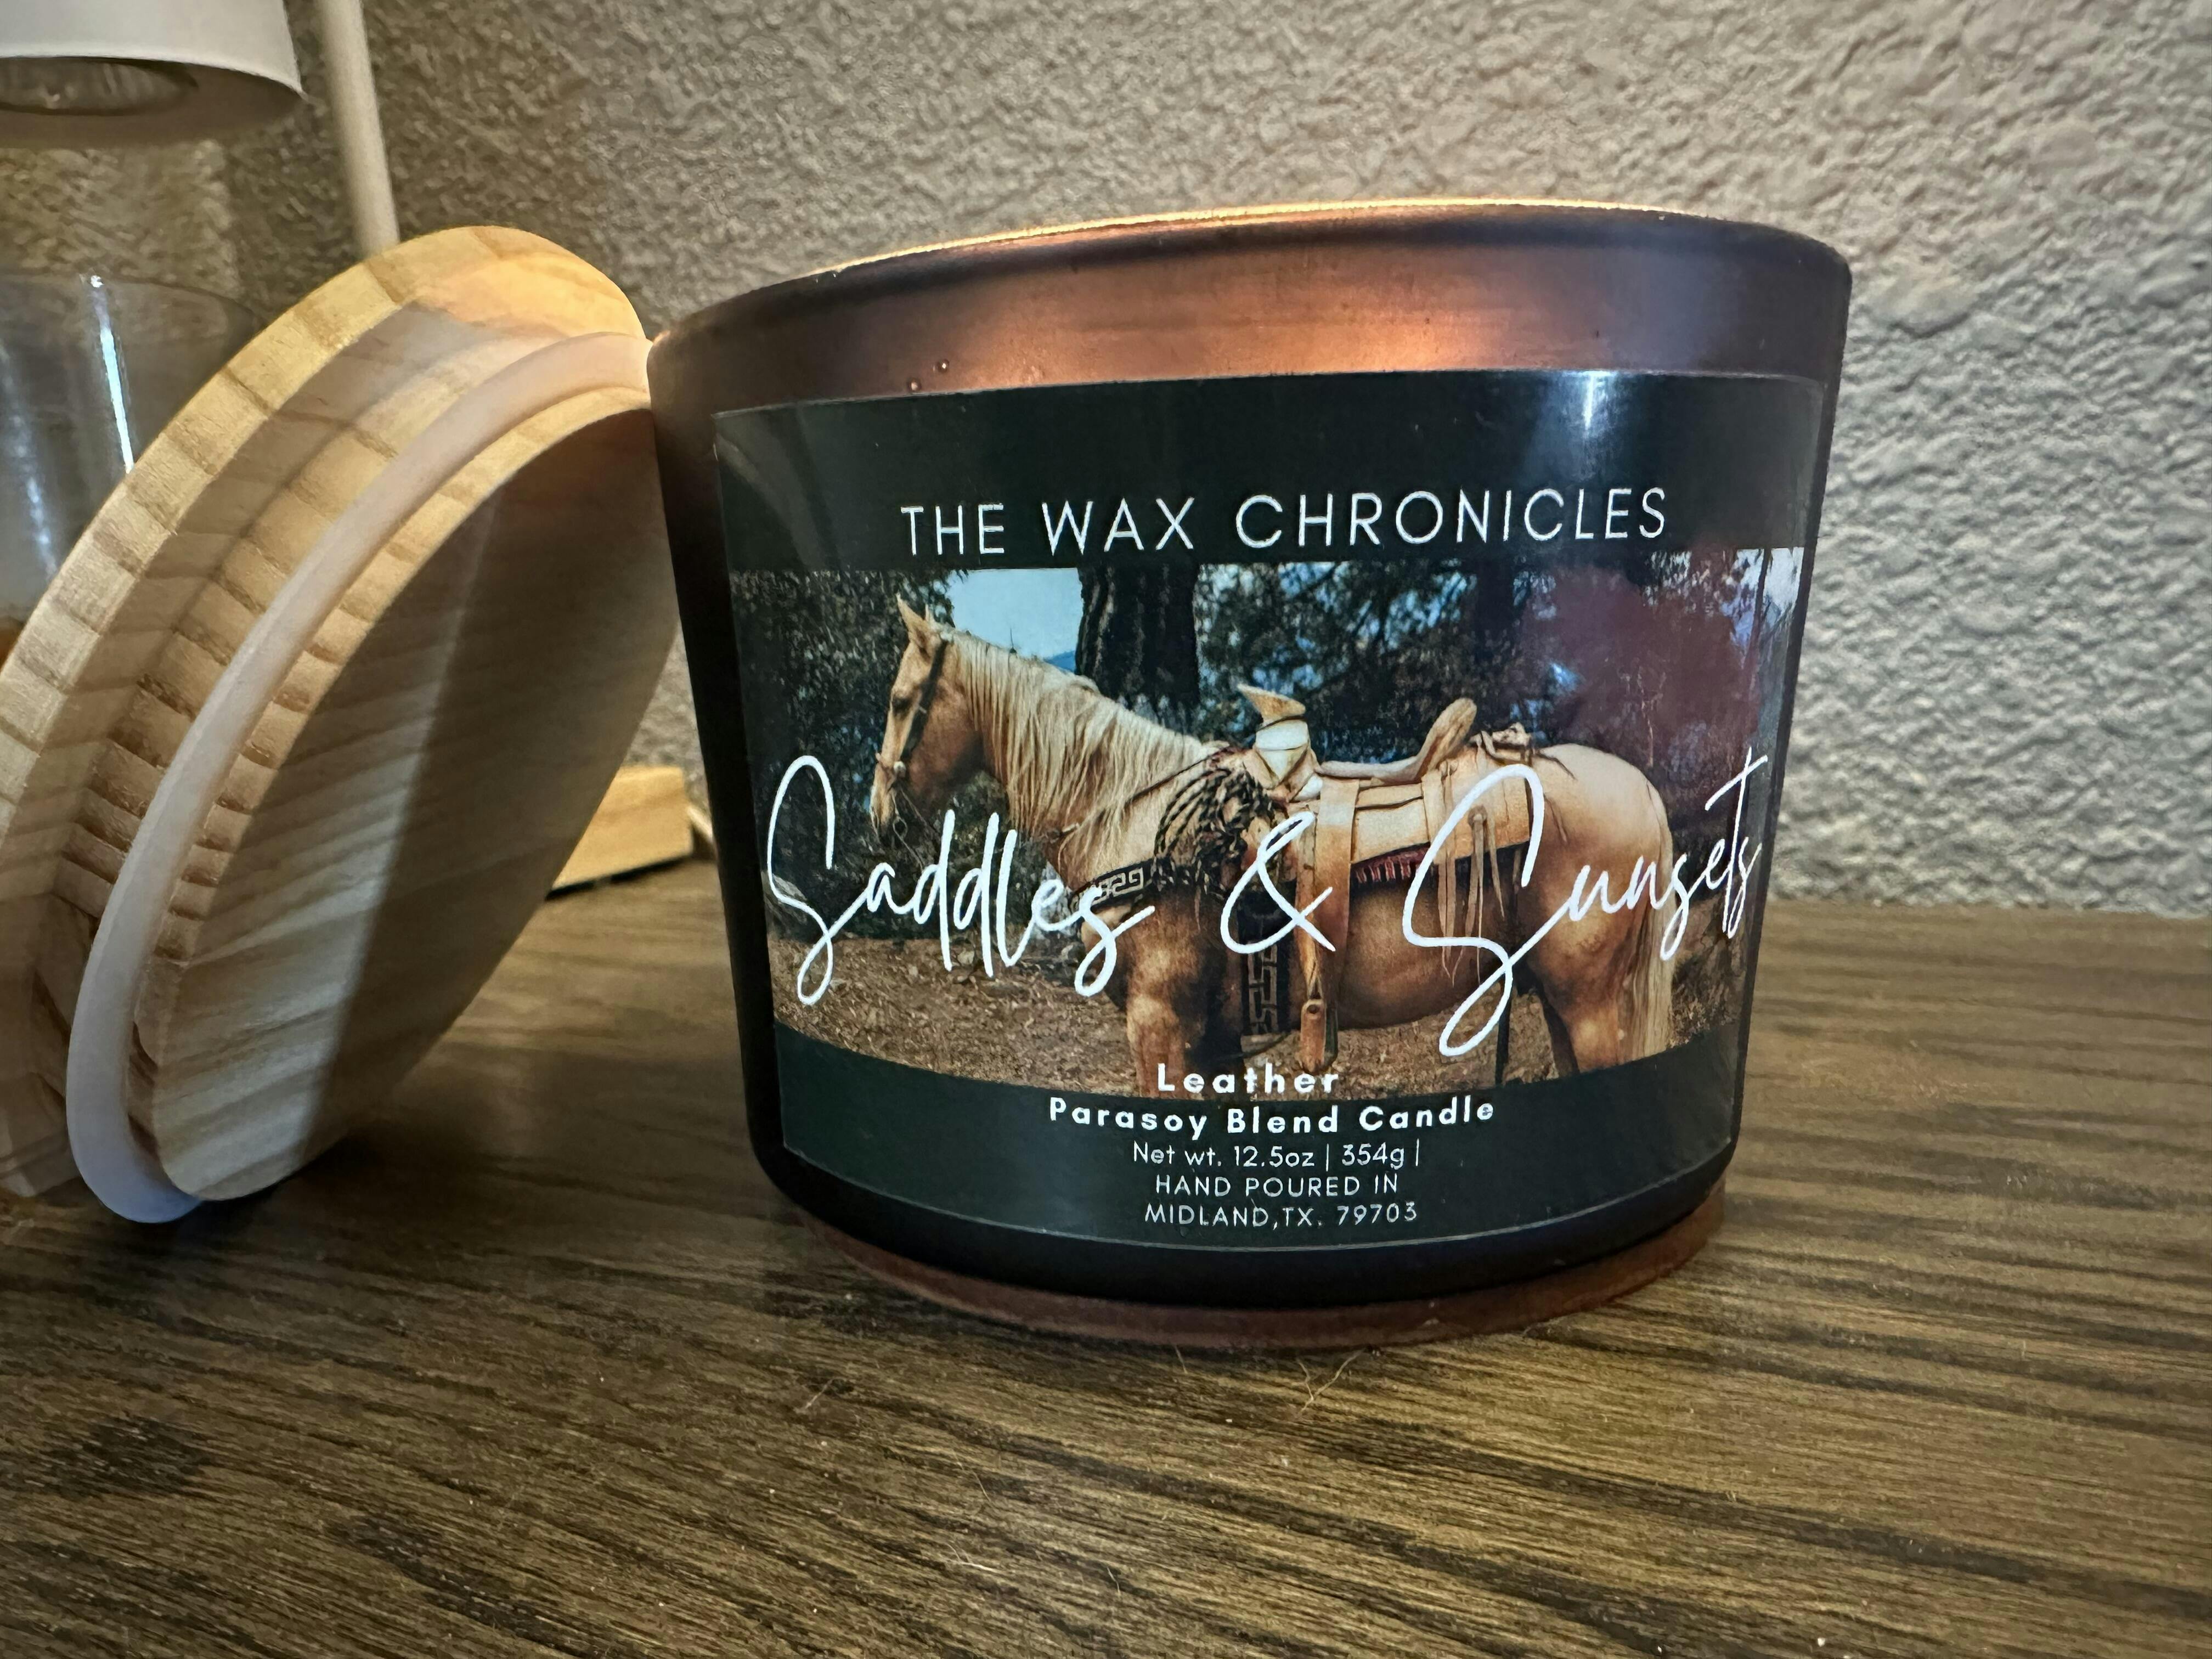 THE WAX CHRONICLES
Saddles & Sunsets
Leather
Parasoy Blend Candle
Net wt. 12.5oz | 354g |
HAND POURED IN
MIDLAND,TX. 79703